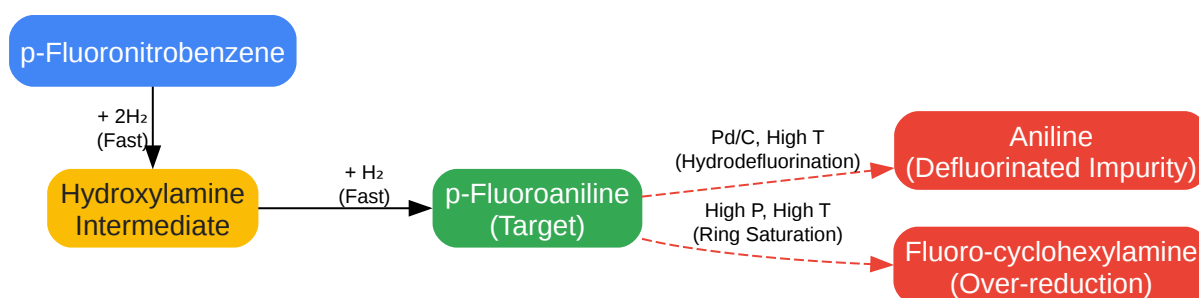 p-Fluoronitrobenzene
+ 2H₂
(Fast)
Hydroxylamine
Intermediate
+ H₂
(Fast)
p-Fluoroaniline
(Target)
Pd/C, High T
(Hydrodefluorination)
Aniline
(Defluorinated Impurity)
High P, High T
(Ring Saturation)
Fluoro-cyclohexylamine
(Over-reduction)